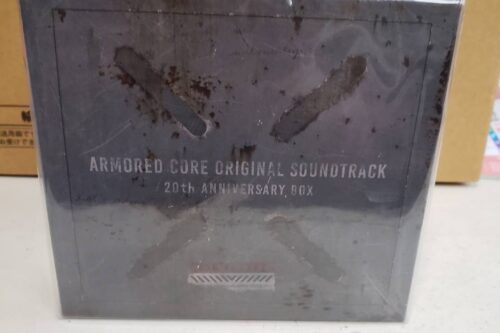 ARMORED CORE ORIGINAL SOUNDTRACK
20th ANNIVERSARY BOX